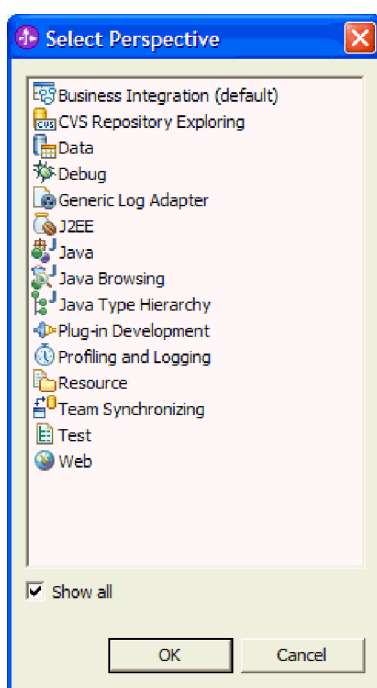 Select Perspective
Business Integration (default)
CVS Repository Exploring
Data
Debug
Generic Log Adapter
J2EE
Java
Java Browsing
Java Type Hierarchy
Plug-in Development
Profiling and Logging
Resource
Team Synchronizing
Test
Web
Show all
OK Cancel